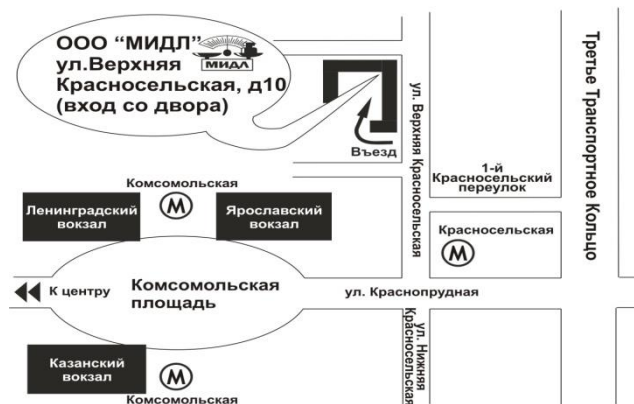 ООО “МИДЛ”
МИДЛ
ул.Верхняя
Красносельская, д10
(вход со двора)
Въезд
ул. Верхняя Красносельская
Третье Транспортное Кольцо
1-й
Красносельский
переулок
Комсомольская
М
Ленинградский
вокзал
Ярославский
вокзал
Красносельская
М
К центру
Комсомольская
площадь
ул. Краснопрудная
ул. Нижняя
Красносельская
Казанский
вокзал
М
Комсомольская